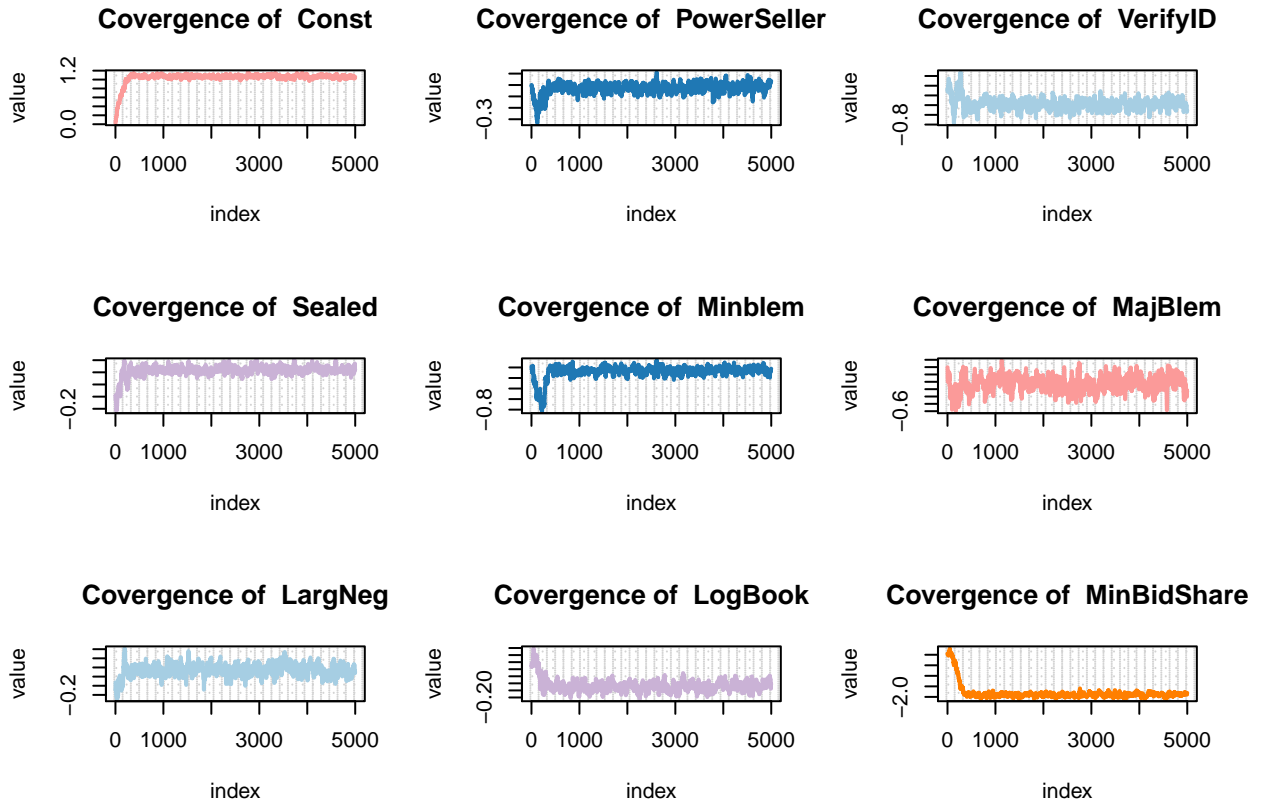 Covergence of  Const
value
1.2
0.0
0 1000 3000 5000
index
Covergence of  PowerSeller
value
−0.3
0 1000 3000 5000
index
Covergence of  VerifyID
value
−0.8
0 1000 3000 5000
index
Covergence of  Sealed
value
−0.2
0 1000 3000 5000
index
Covergence of  Minblem
value
−0.8
0 1000 3000 5000
index
Covergence of  MajBlem
value
−0.6
0 1000 3000 5000
index
Covergence of  LargNeg
value
−0.2
0 1000 3000 5000
index
Covergence of  LogBook
value
−0.20
0 1000 3000 5000
index
Covergence of  MinBidShare
value
−2.0
0 1000 3000 5000
index